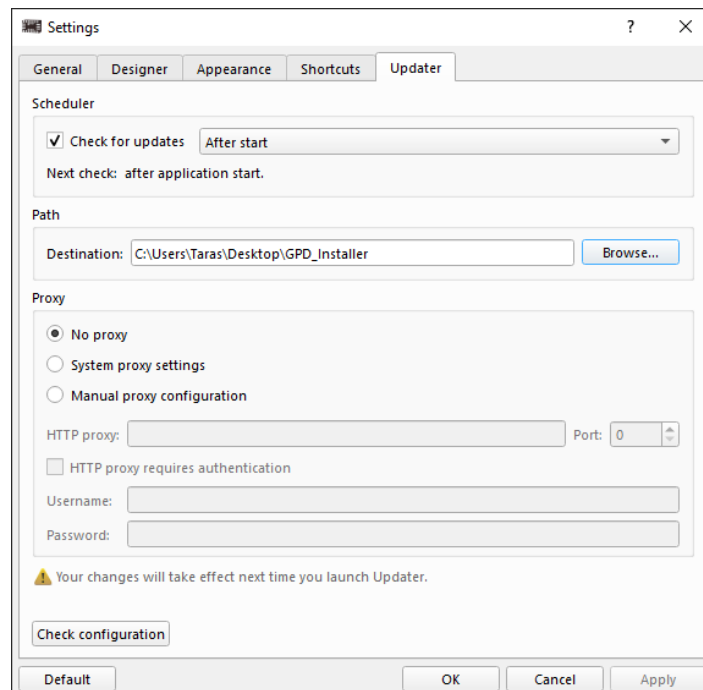 Settings
General Designer Appearance Shortcuts Updater
Scheduler
Check for updates After start
Next check: after application start.
Path
Destination: C:\Users\Taras\Desktop\GPD_Installer Browse...
Proxy
No proxy
System proxy settings
Manual proxy configuration
HTTP proxy: Port: 0
HTTP proxy requires authentication
Username:
Password:
Your changes will take effect next time you launch Updater.
Check configuration
Default OK Cancel Apply